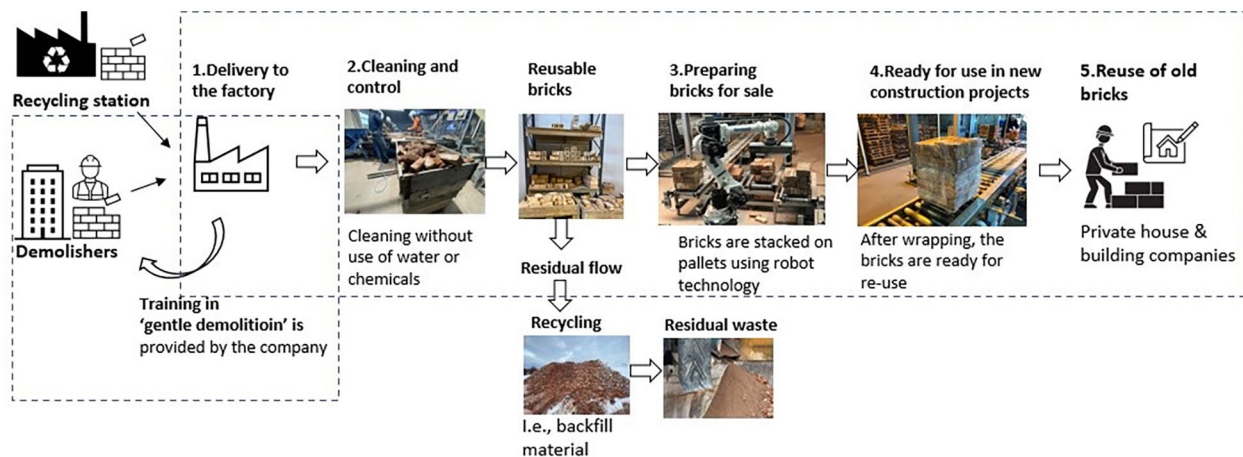 Recycling station
Demolishers
Training in
‘gentle demolitioin’ is
provided by the company
1.Delivery to
the factory
2.Cleaning and
control
Cleaning without
use of water or
chemicals
Reusable
bricks
Residual flow
Recycling
I.e., backfill
material
Residual waste
3.Preparing
bricks for sale
Bricks are stacked on
pallets using robot
technology
4.Ready for use in new
construction projects
After wrapping, the
bricks are ready for
re-use
5.Reuse of old
bricks
Private house &
building companies